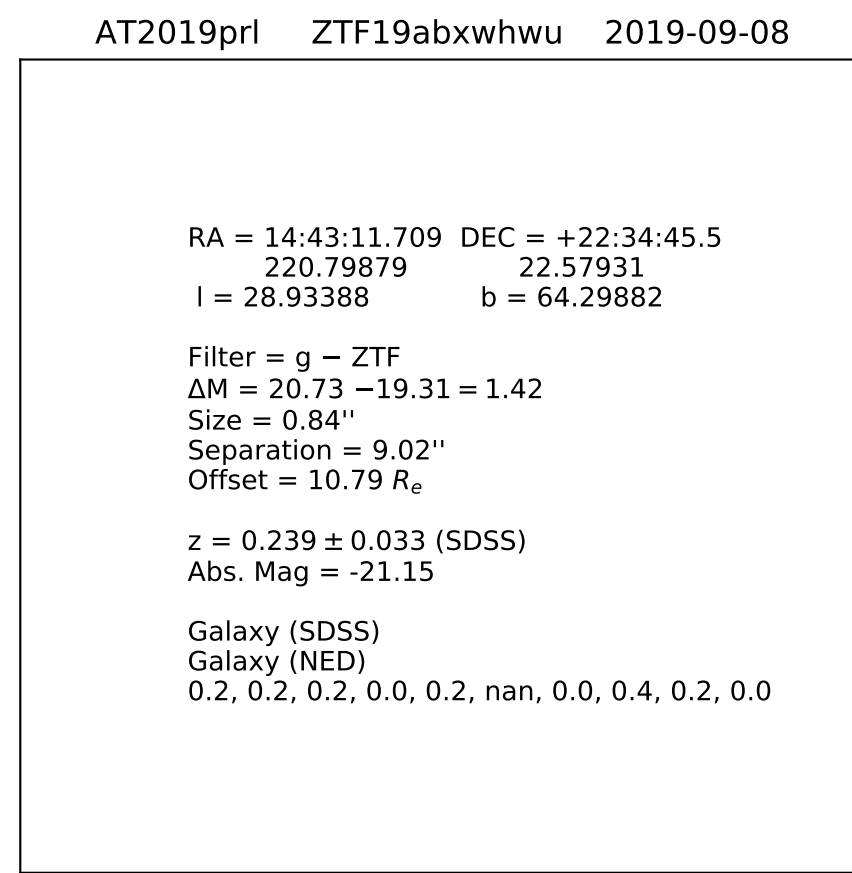 AT2019prl ZTF19abxwhwu 2019-09-08
RA = 14:43:11.709 DEC = +22:34:45.5
220.79879 22.57931
l = 28.93388 b = 64.29882
Filter = g − ZTF
ΔM = 20.73 −19.31 = 1.42
Size = 0.84''
Separation = 9.02''
Offset = 10.79 Re
z = 0.239 ± 0.033 (SDSS)
Abs. Mag = -21.15
Galaxy (SDSS)
Galaxy (NED)
0.2, 0.2, 0.2, 0.0, 0.2, nan, 0.0, 0.4, 0.2, 0.0